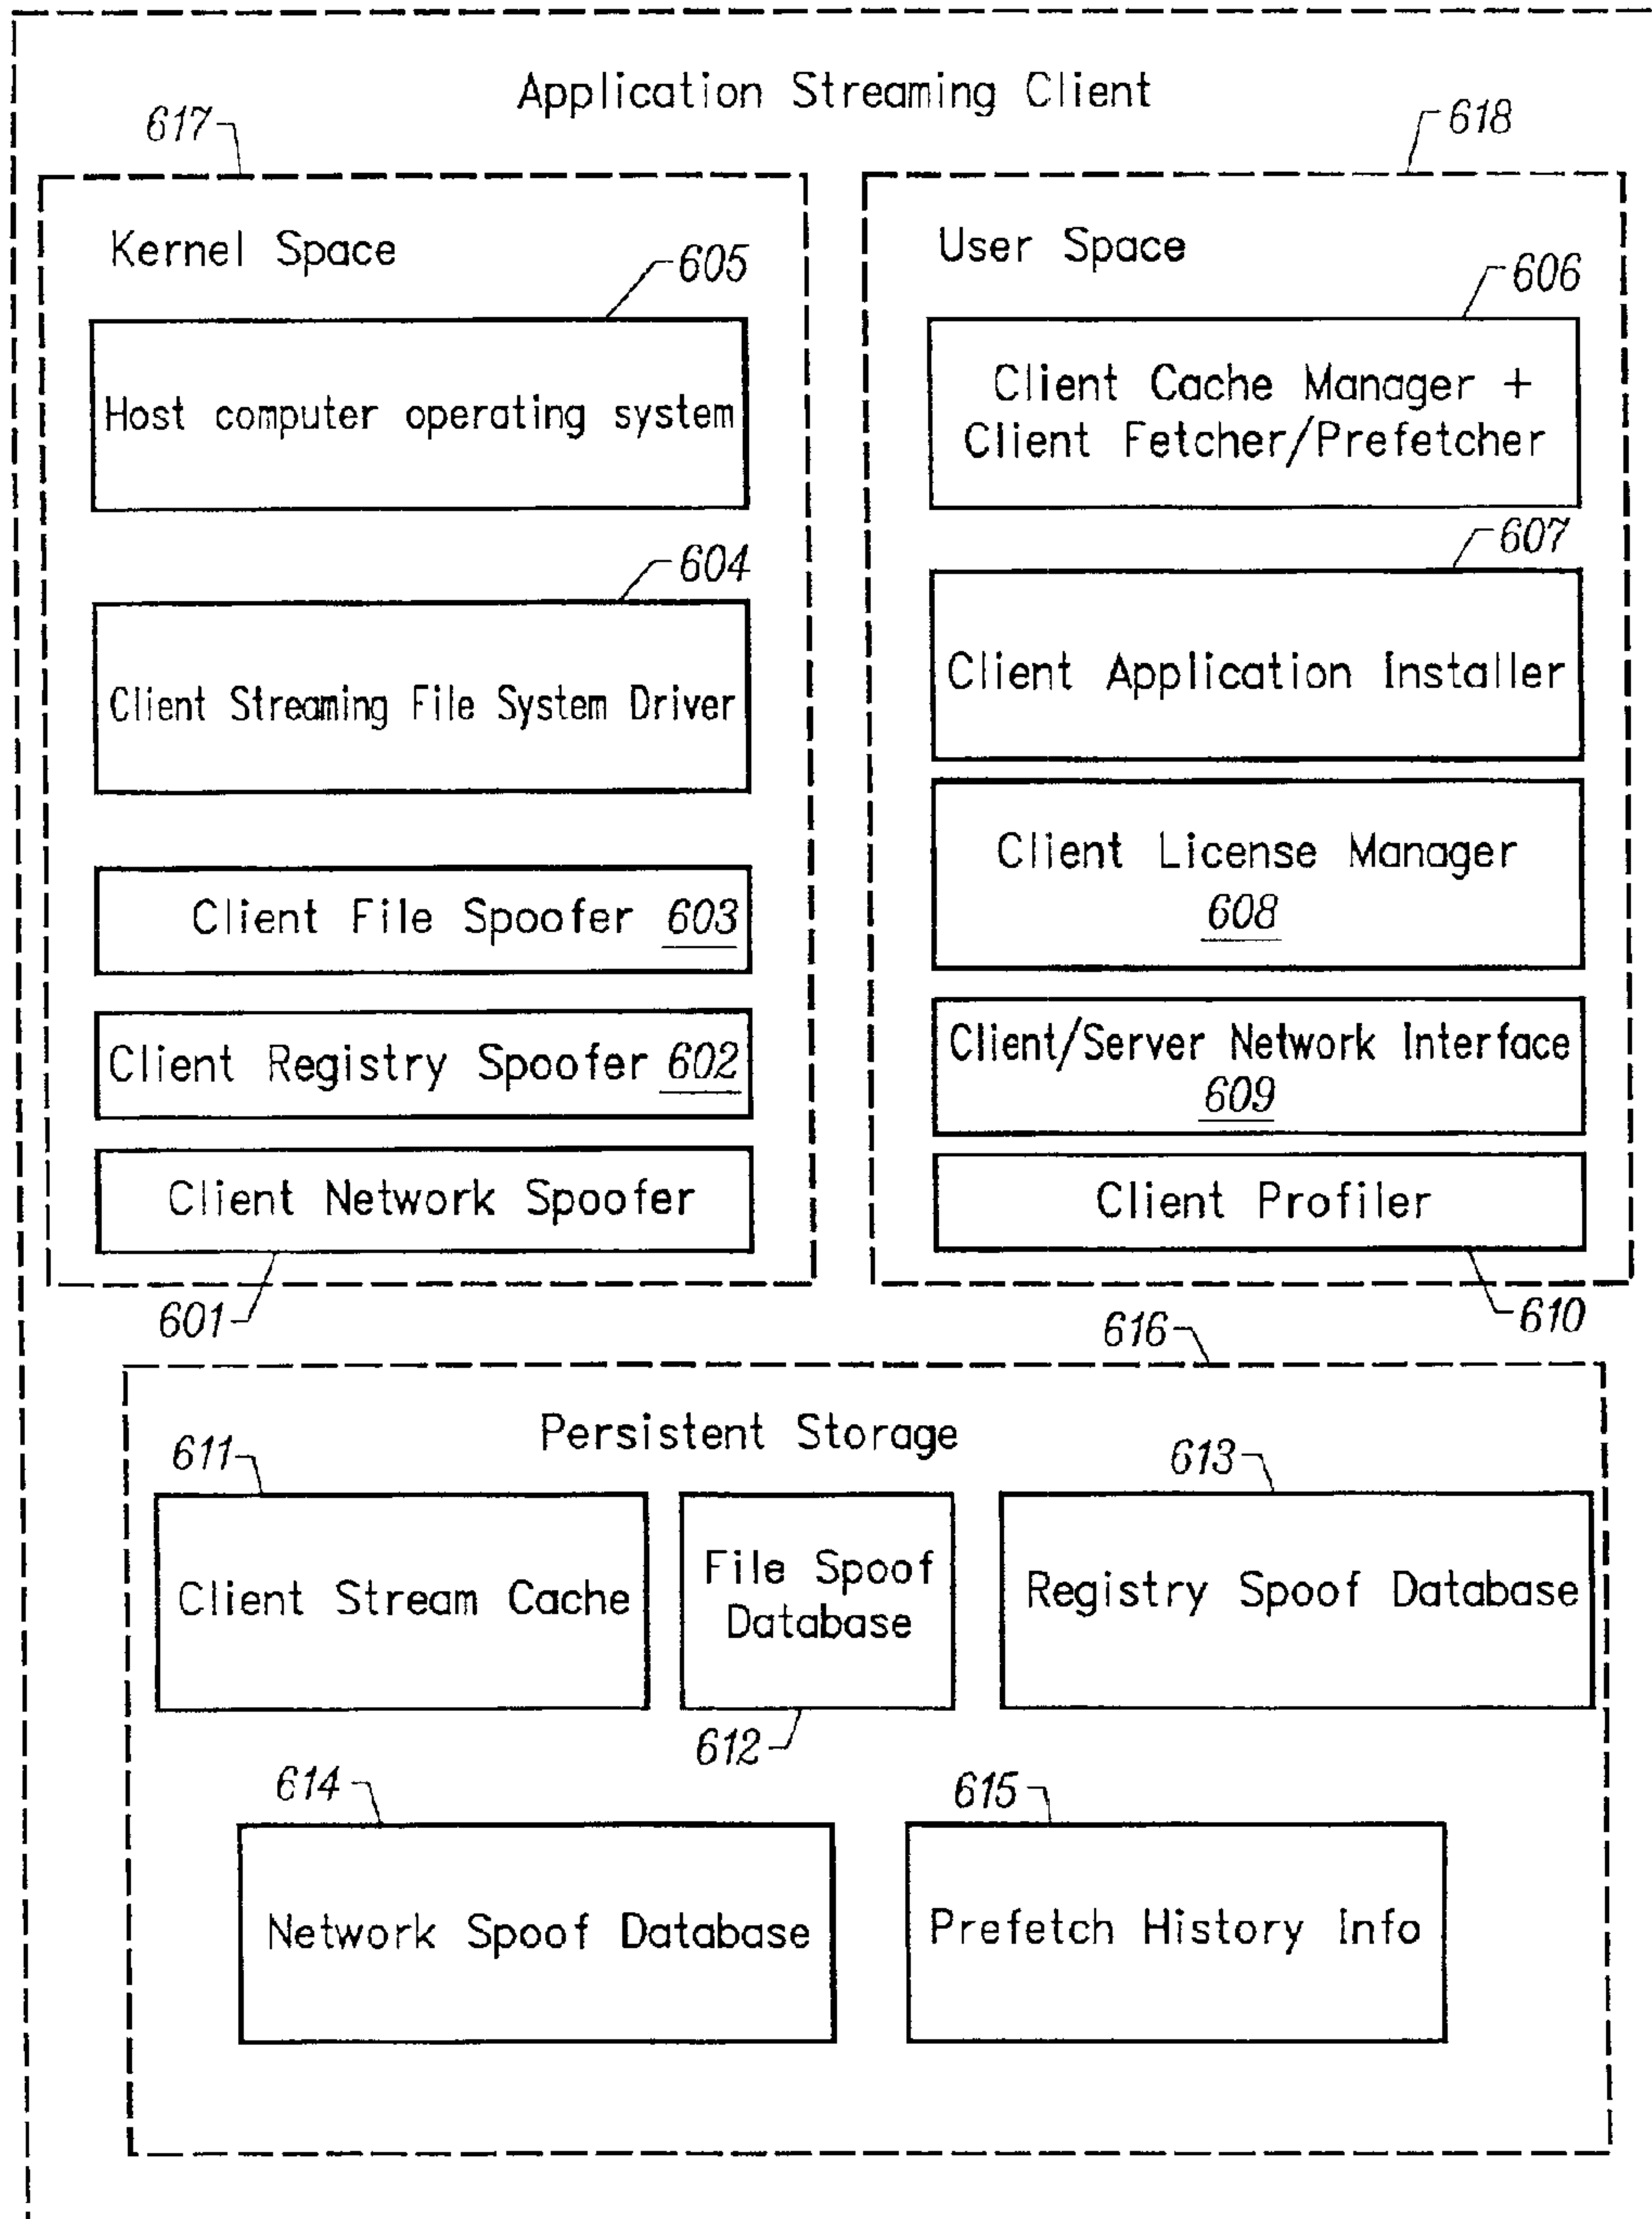 Application Streaming Client
617
618
Kernel Space
605
Host computer operating system
604
Client Streaming File System Driver
Client File Spoofer 603
Client Registry Spoofer 602
Client Network Spoofer
601
User Space
606
Client Cache Manager +
Client Fetcher/Prefetcher
607
Client Application Installer
Client License Manager
608
Client/Server Network Interface
609
Client Profiler
610
616
Persistent Storage
611
Client Stream Cache
File Spoof
Database
612
613
Registry Spoof Database
614
Network Spoof Database
615
Prefetch History Info